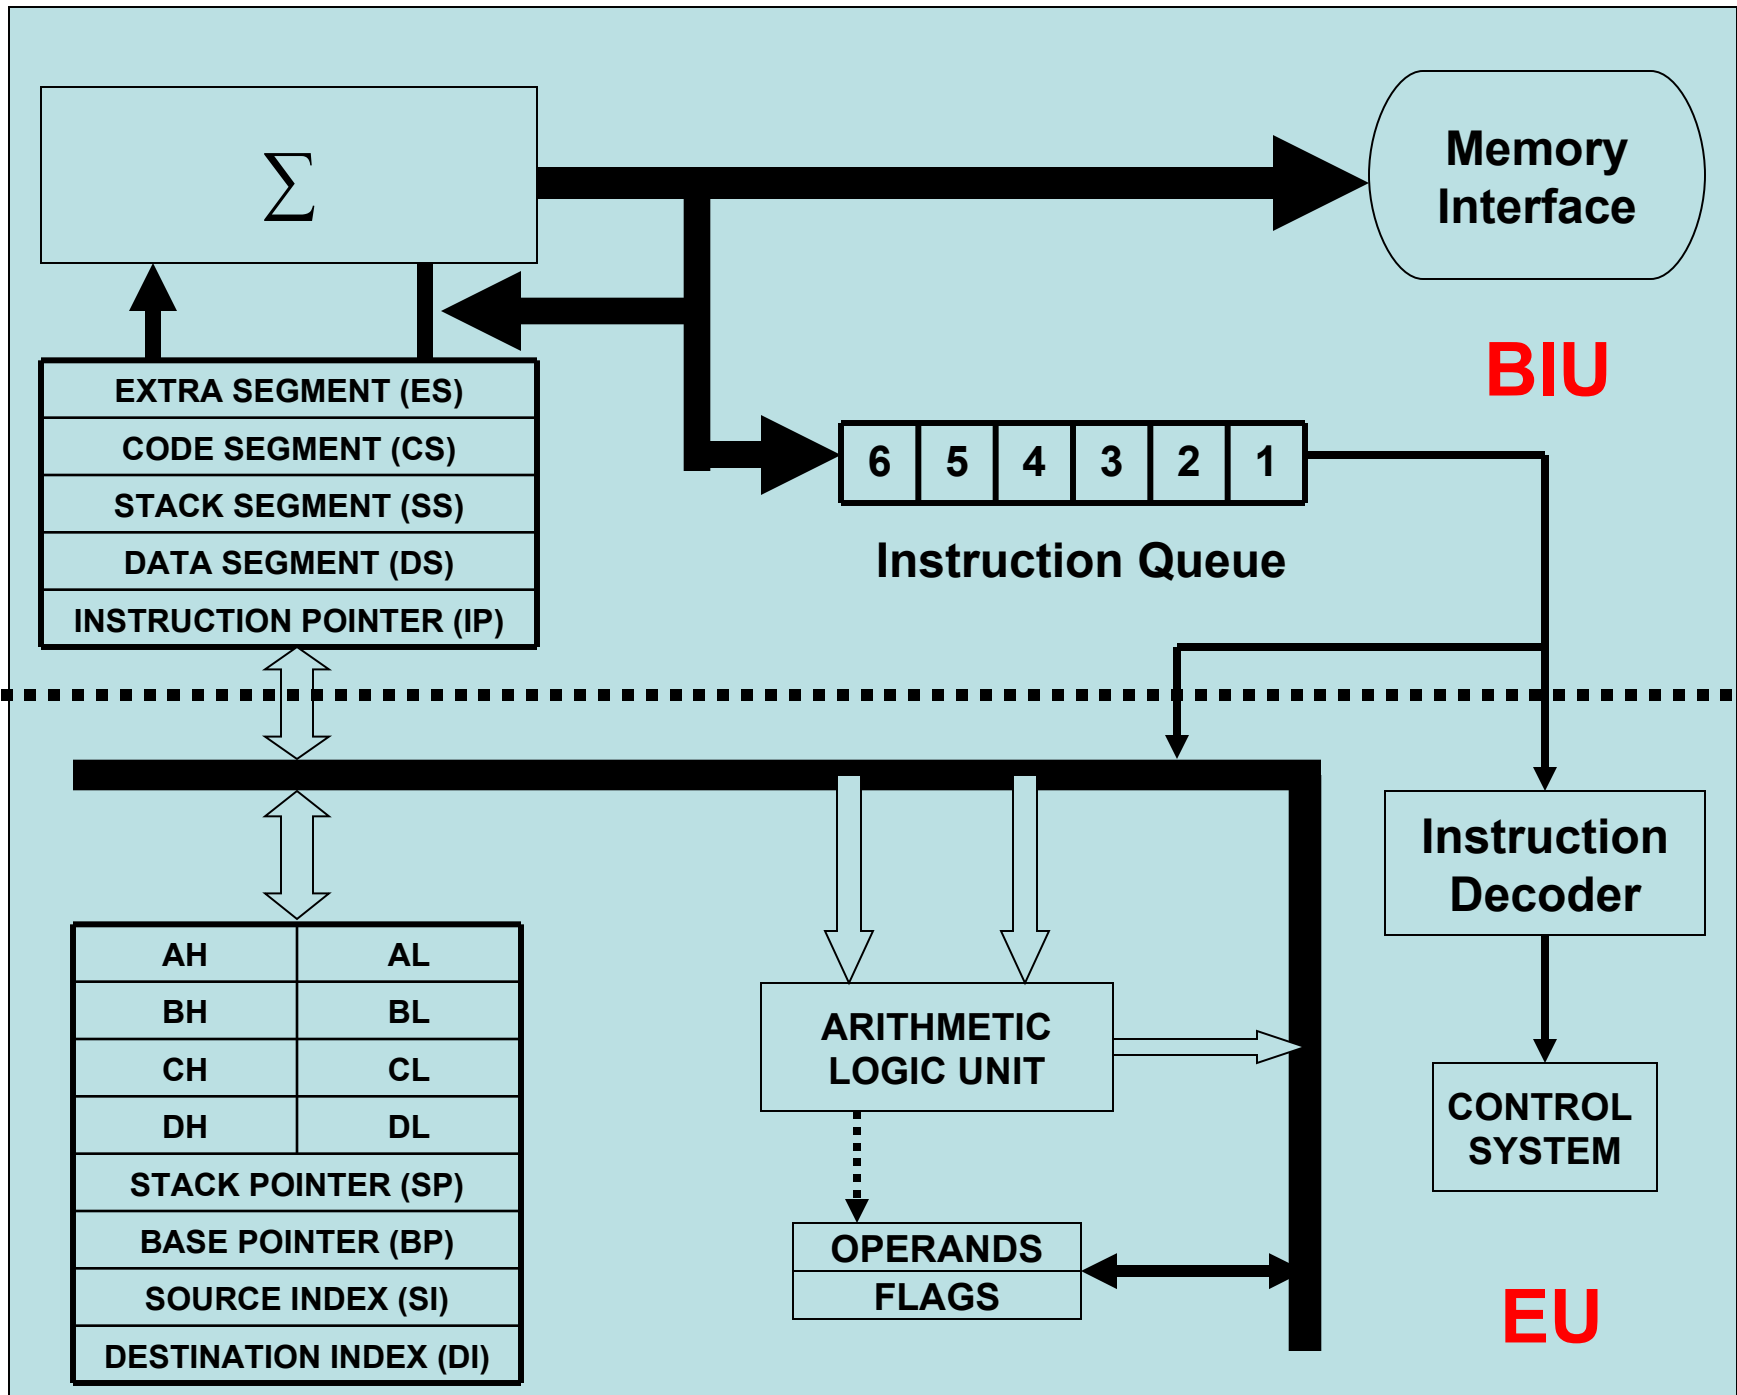 ∑
Memory
Interface
BIU
EXTRA SEGMENT (ES)
CODE SEGMENT (CS)
STACK SEGMENT (SS)
DATA SEGMENT (DS)
INSTRUCTION POINTER (IP)
6 5 4 3 2 1
Instruction Queue
Instruction
Decoder
AH AL
BH BL
CH CL
DH DL
STACK POINTER (SP)
BASE POINTER (BP)
SOURCE INDEX (SI)
DESTINATION INDEX (DI)
ARITHMETIC
LOGIC UNIT
OPERANDS
FLAGS
CONTROL
SYSTEM
EU